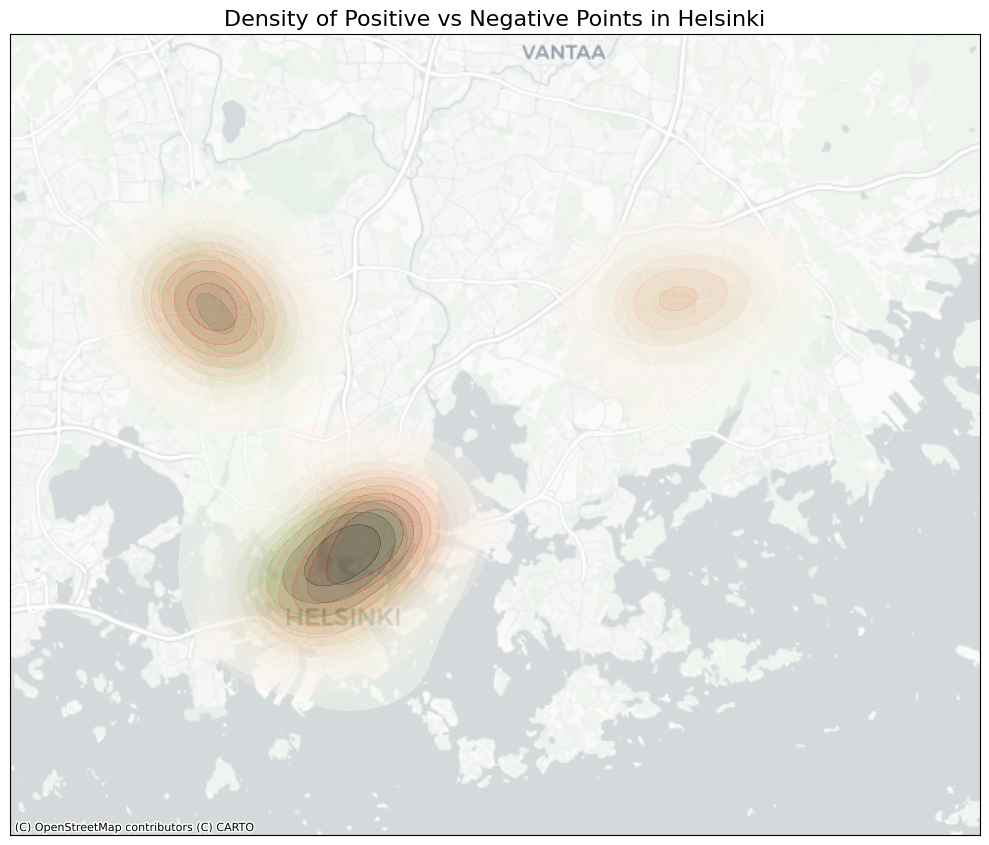 Density of Positive vs Negative Points in Helsinki
VANTAA
HELSINKI
(C) OpenStreetMap contributors (C) CARTO